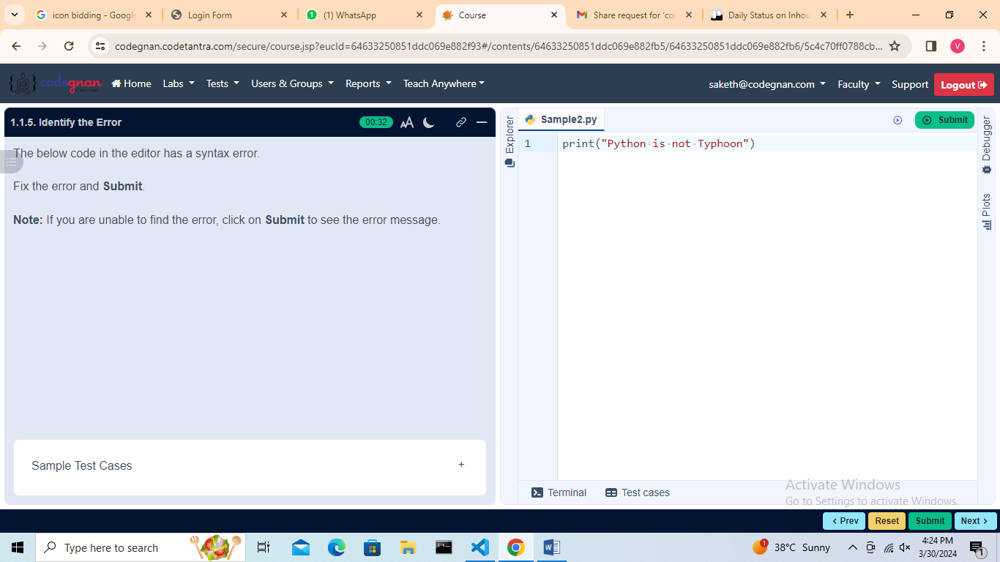 icon bidding - Google
Login Form
(1) WhatsApp
Course
Share request for 'co
Daily Status on Inhou
codegnan.codetantra.com/secure/course.jsp?eucId=64633250851ddc069e882f93#/contents/64633250851ddc069e882fb5/64633250851ddc069e882fb6/5c4c70ff0788cb...
V
codegnan
Home
Labs
Tests
Users & Groups
Reports
Teach Anywhere
saketh@codegnan.com
Faculty
Support
Logout
1.1.5. Identify the Error
00:32
AA
The below code in the editor has a syntax error.
Fix the error and Submit.
Note: If you are unable to find the error, click on Submit to see the error message.
Sample Test Cases
+
Explorer
Sample2.py
Submit
1
print("Python is not Typhoon")
Debugger
Plots
Terminal
Test cases
Activate Windows
Go to Settings to activate Windows.
< Prev
Reset
Submit
Next >
Type here to search
1
38°C Sunny
4:24 PM
3/30/2024
1